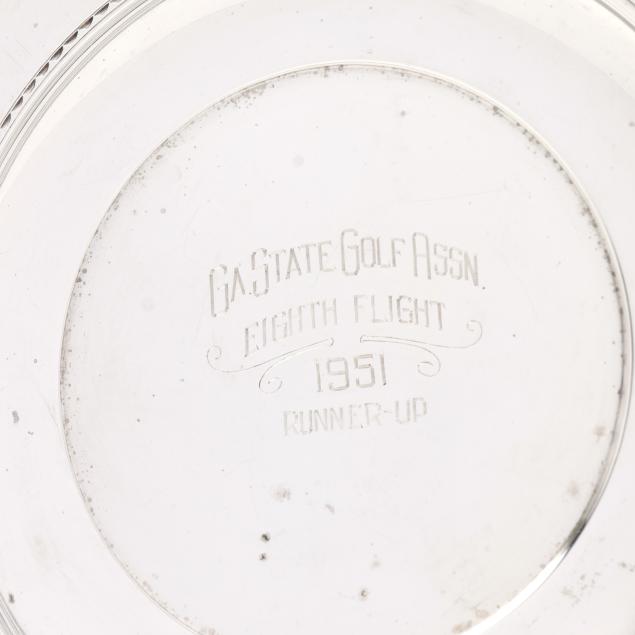 GA. STATE GOLF ASSN.
EIGHTH FLIGHT
1951
RUNNER-UP